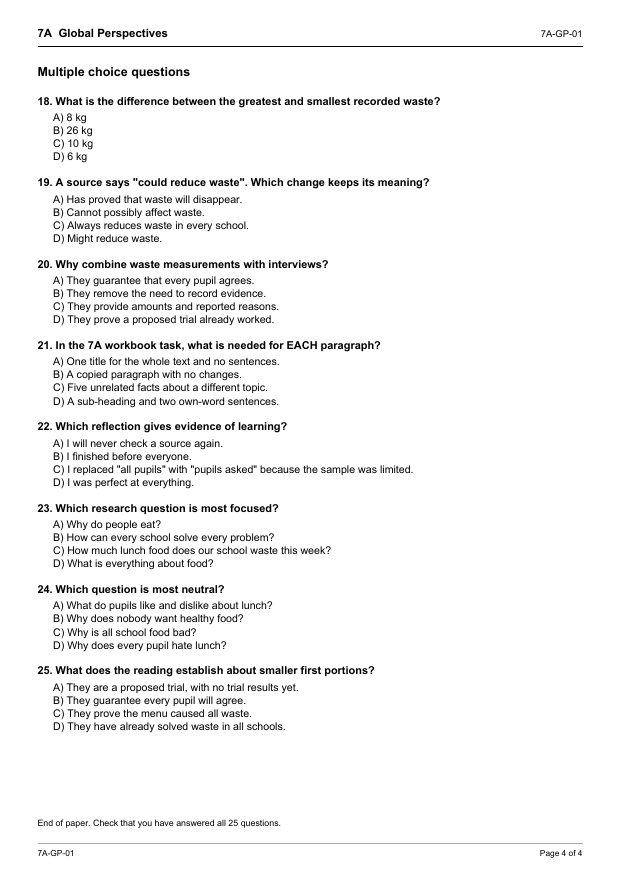 7A Global Perspectives
7A-GP-01
Multiple choice questions
18. What is the difference between the greatest and smallest recorded waste?
A) 8 kg
B) 26 kg
C) 10 kg
D) 6 kg
19. A source says "could reduce waste". Which change keeps its meaning?
A) Has proved that waste will disappear.
B) Cannot possibly affect waste.
C) Always reduces waste in every school.
D) Might reduce waste.
20. Why combine waste measurements with interviews?
A) They guarantee that every pupil agrees.
B) They remove the need to record evidence.
C) They provide amounts and reported reasons.
D) They prove a proposed trial already worked.
21. In the 7A workbook task, what is needed for EACH paragraph?
A) One title for the whole text and no sentences.
B) A copied paragraph with no changes.
C) Five unrelated facts about a different topic.
D) A sub-heading and two own-word sentences.
22. Which reflection gives evidence of learning?
A) I will never check a source again.
B) I finished before everyone.
C) I replaced "all pupils" with "pupils asked" because the sample was limited.
D) I was perfect at everything.
23. Which research question is most focused?
A) Why do people eat?
B) How can every school solve every problem?
C) How much lunch food does our school waste this week?
D) What is everything about food?
24. Which question is most neutral?
A) What do pupils like and dislike about lunch?
B) Why does nobody want healthy food?
C) Why is all school food bad?
D) Why does every pupil hate lunch?
25. What does the reading establish about smaller first portions?
A) They are a proposed trial, with no trial results yet.
B) They guarantee every pupil will agree.
C) They prove the menu caused all waste.
D) They have already solved waste in all schools.
End of paper. Check that you have answered all 25 questions.
7A-GP-01
Page 4 of 4